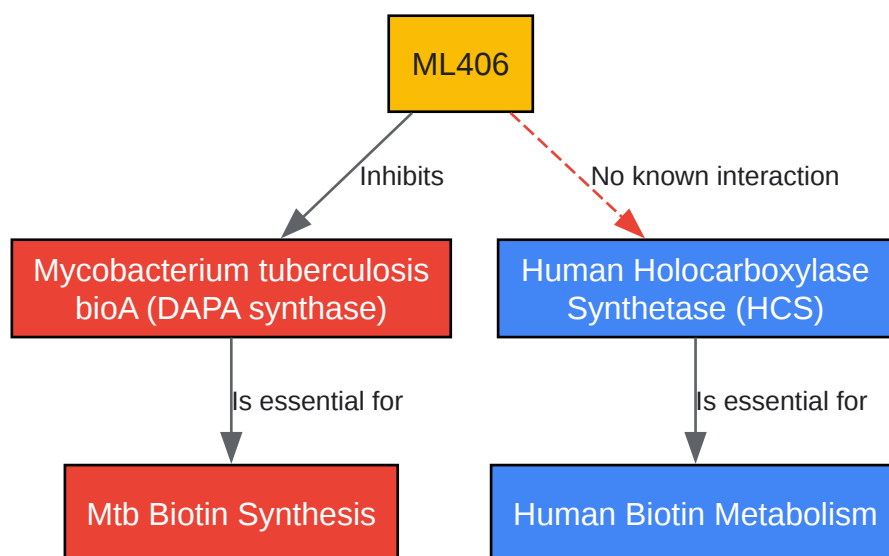 ML406
Inhibits
No known interaction
Mycobacterium tuberculosis
bioA (DAPA synthase)
Human Holocarboxylase
Synthetase (HCS)
Is essential for
Is essential for
Mtb Biotin Synthesis
Human Biotin Metabolism